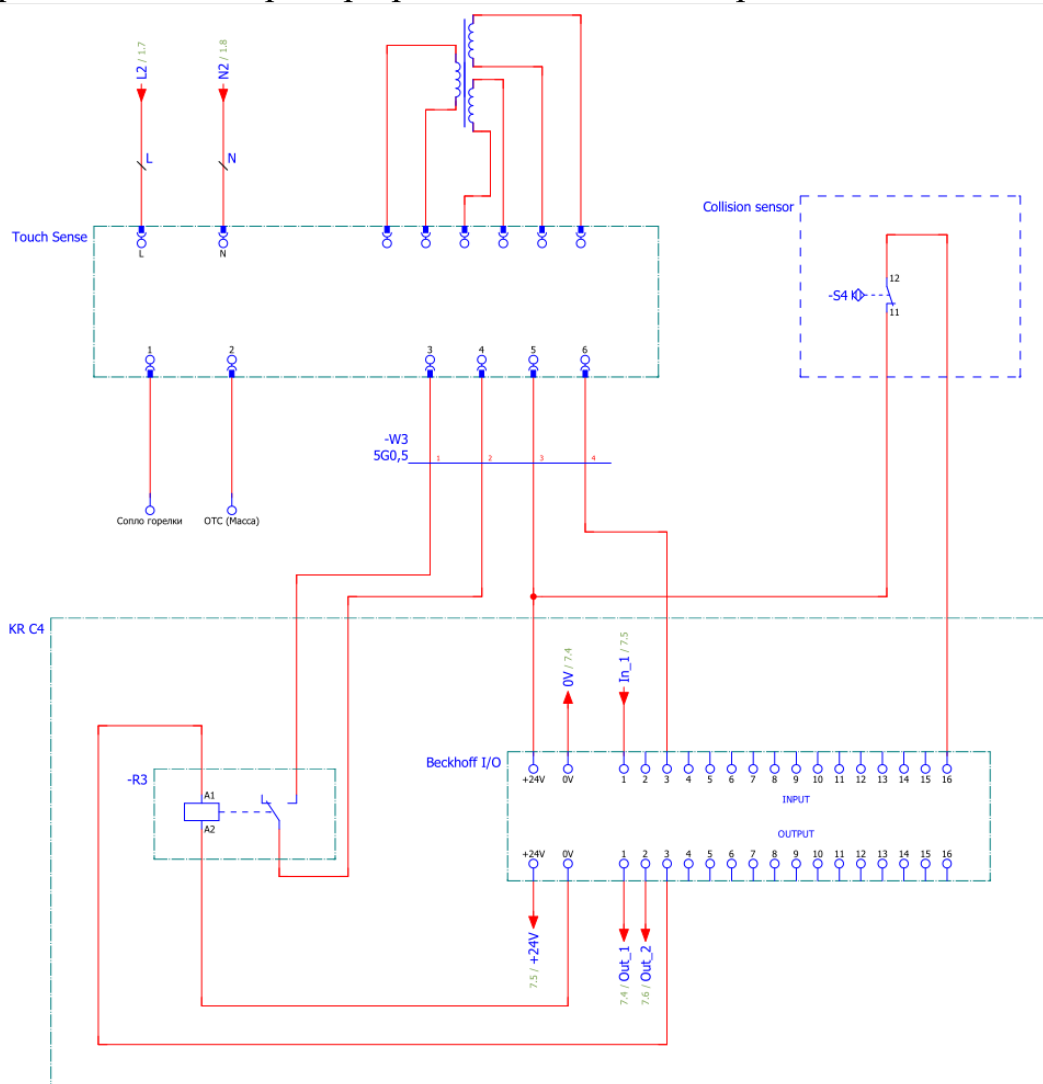 L2 / 1.7
N2 / 1.8
L
N
Collision sensor
Touch Sense
L
N
12
-S4
11
1
2
3
4
5
6
-W3
5G0,5
1
2
3
4
Сопло горелки
ОТС (Масса)
KR C4
0V / 7.4
In_1 / 7.5
Beckhoff I/O
+24V
0V
1
2
3
4
5
6
7
8
9
10
11
12
13
14
15
16
INPUT
-R3
A1
A2
OUTPUT
+24V
0V
1
2
3
4
5
6
7
8
9
10
11
12
13
14
15
16
7.5 / +24V
7.4 / Out_1
7.6 / Out_2